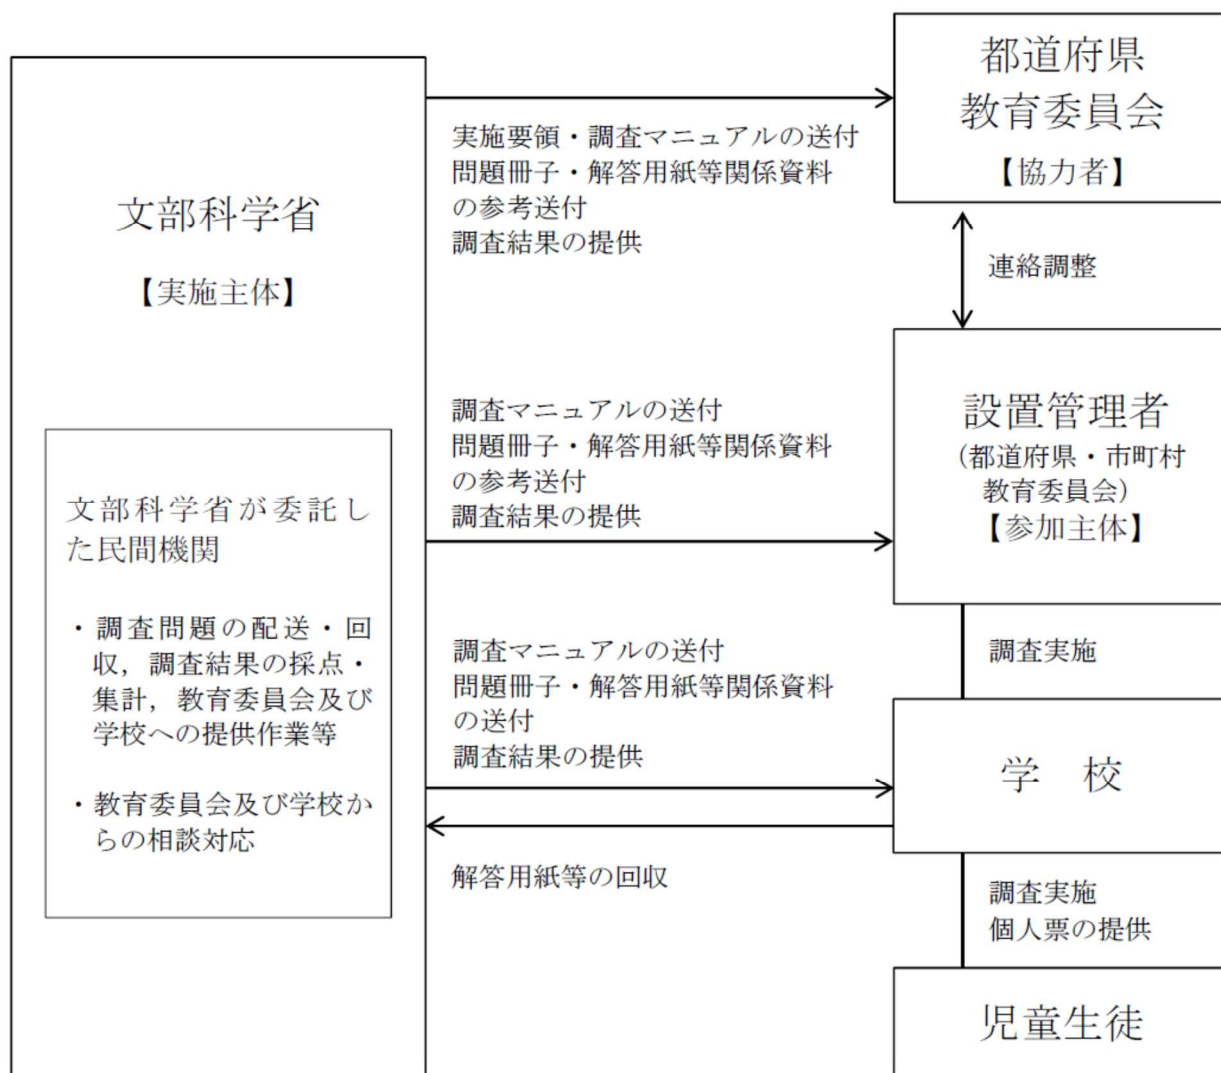 文部科学省
【実施主体】
文部科学省が委託し
た民間機関
・調査問題の配送・回
収，調査結果の採点・
集計，教育委員会及び
学校への提供作業等
・教育委員会及び学校か
らの相談対応
実施要領・調査マニュアルの送付
問題冊子・解答用紙等関係資料
の参考送付
調査結果の提供
調査マニュアルの送付
問題冊子・解答用紙等関係資料
の参考送付
調査結果の提供
調査マニュアルの送付
問題冊子・解答用紙等関係資料
の送付
調査結果の提供
解答用紙等の回収
都道府県
教育委員会
【協力者】
連絡調整
設置管理者
（都道府県・市町村
教育委員会）
【参加主体】
調査実施
学　校
調査実施
個人票の提供
児童生徒